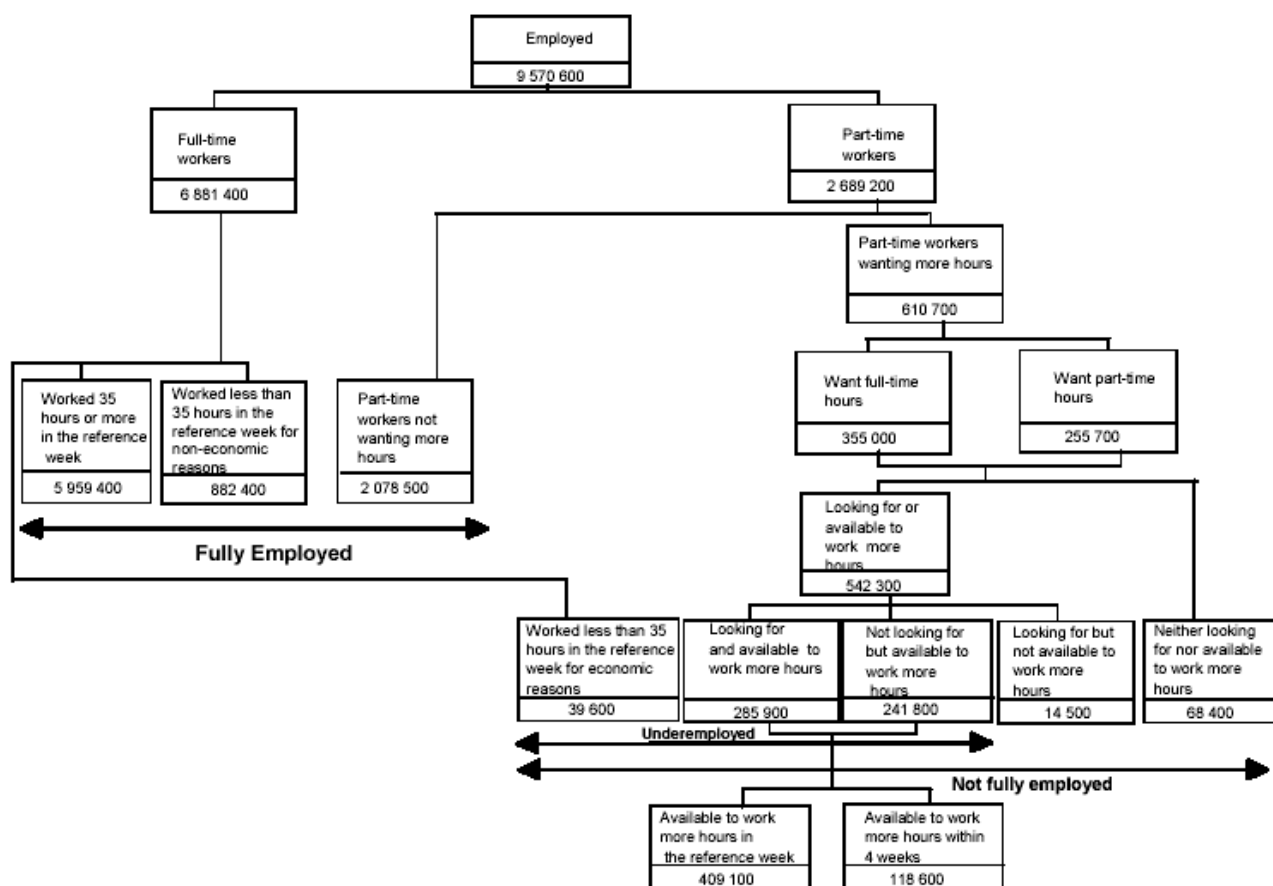 Employed
9 570 600
Full-time
workers
6 881 400
Part-time
workers
2 689 200
Part-time workers
wanting more hours
610 700
Worked 35
hours or more
in the reference
week
5 959 400
Worked less than
35 hours in the
reference week for
non-economic
reasons
882 400
Part-time
workers not
wanting more
hours
2 078 500
Want full-time
hours
355 000
Want part-time
hours
255 700
Fully Employed
Looking for or
available to
work more
hours
542 300
Worked less than 35
hours in the reference
week for economic
reasons
39 600
Looking for
and available to
work more hours
285 900
Not looking for
but available to
work more
hours
241 800
Looking for but
not available to
work more
hours
14 500
Neither looking
for nor available
to work more
hours
68 400
Underemployed
Not fully employed
Available to work
more hours in
the reference week
409 100
Available to work
more hours within
4 weeks
118 600